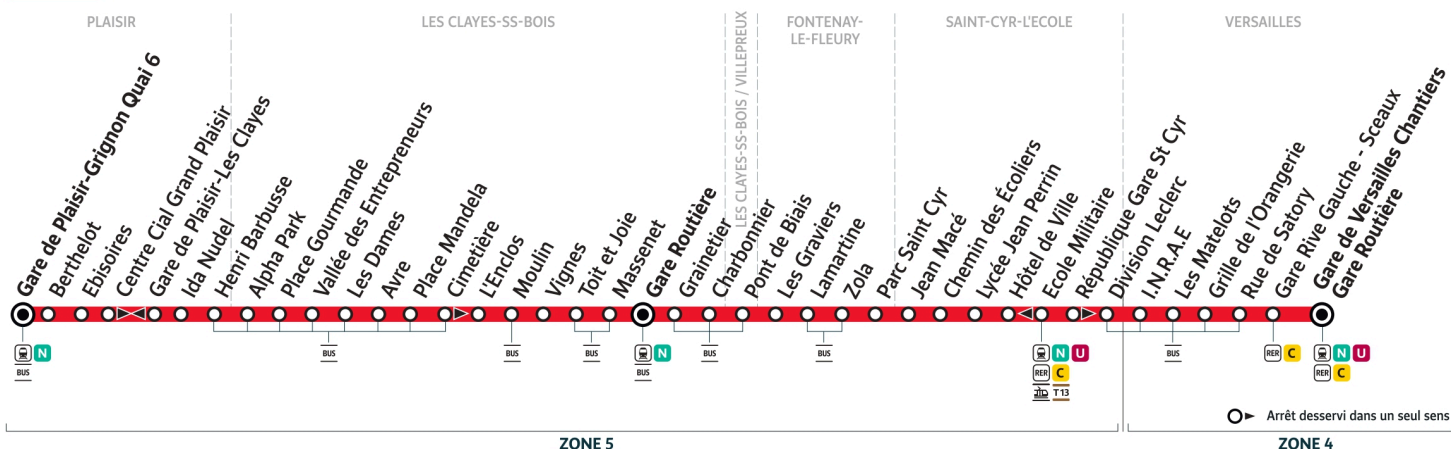 PLAISIR
LES CLAYES-SS-BOIS
LES CLAYES-SS-BOIS / VILLEPREUX
FONTENAY-
LE-FLEURY
SAINT-CYR-L'ECOLE
VERSAILLES
Gare de Plaisir-Grignon Quai 6
Berthelot
Ebisoires
Centre Cial Grand Plaisir
Gare de Plaisir-Les Clayes
Ida Nudel
Henri Barbusse
Alpha Park
Place Gourmande
Vallée des Entrepreneurs
Les Dames
Avre
Place Mandela
Cimetière
L'Enclos
Moulin
Vignes
Toit et Joie
Massenet
Gare Routière
Grainetier
Charbonnier
Pont de Biais
Les Graviers
Lamartine
Zola
Parc Saint Cyr
Jean Macé
Chemin des Écoliers
Lycée Jean Perrin
Hôtel de Ville
Ecole Militaire
République Gare St Cyr
Division Leclerc
I.N.R.A.E
Les Matelots
Grille de l'Orangerie
Rue de Satory
Gare Rive Gauche - Sceaux
Gare de Versailles Chantiers
Gare Routière
N
BUS
BUS
BUS
BUS
N
BUS
BUS
BUS
N U
RER C
T13
BUS
RER C
N U
RER C
Arrêt desservi dans un seul sens
ZONE 5
ZONE 4